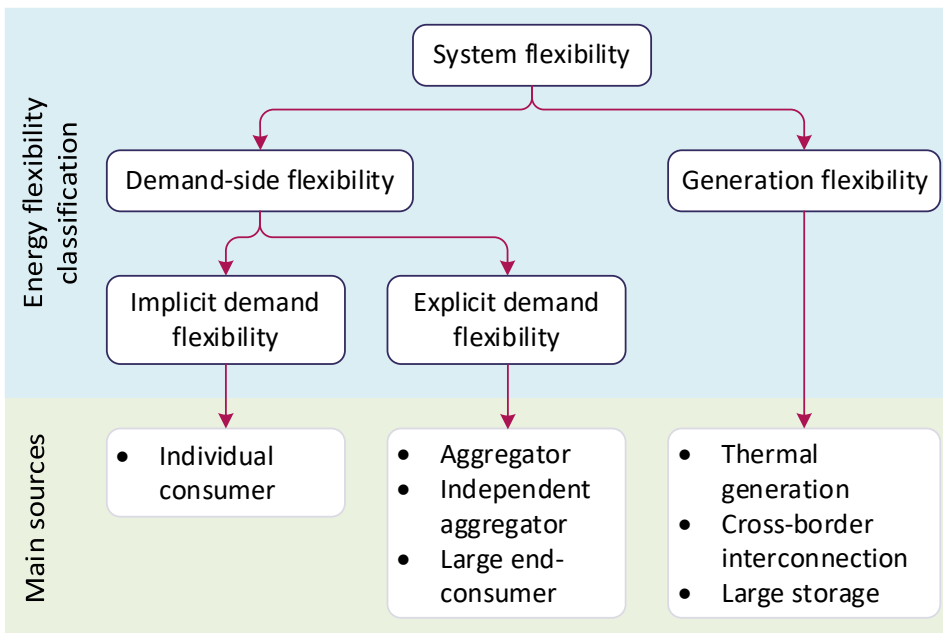 Energy flexibility
classification
System flexibility
Demand-side flexibility
Generation flexibility
Implicit demand
flexibility
Explicit demand
flexibility
Main sources
• Individual
consumer
• Aggregator
• Independent
aggregator
• Large end-
consumer
• Thermal
generation
• Cross-border
interconnection
• Large storage